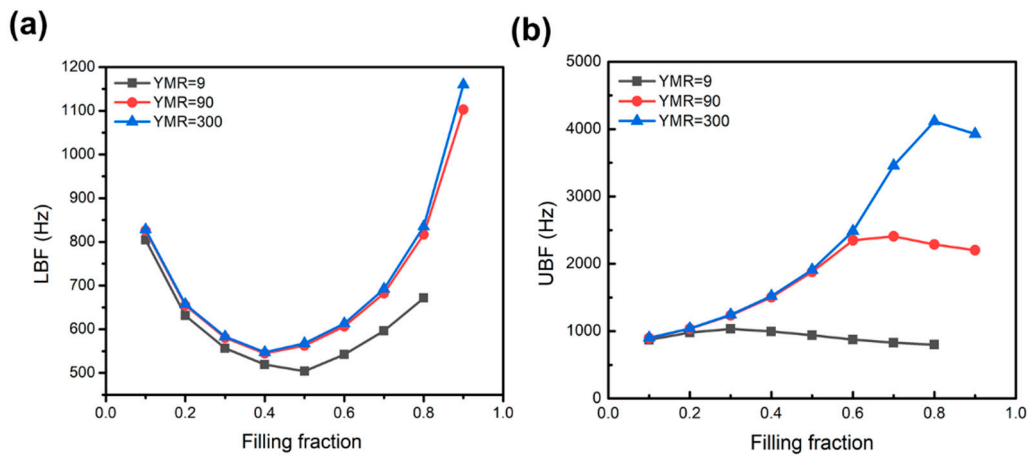 (a)
1200
1100
1000
900
800
700
600
500
0.0
0.2
0.4
0.6
0.8
1.0
LBF (Hz)
Filling fraction
YMR=9
YMR=90
YMR=300
(b)
5000
4000
3000
2000
1000
0
0.0
0.2
0.4
0.6
0.8
1.0
UBF (Hz)
Filling fraction
YMR=9
YMR=90
YMR=300